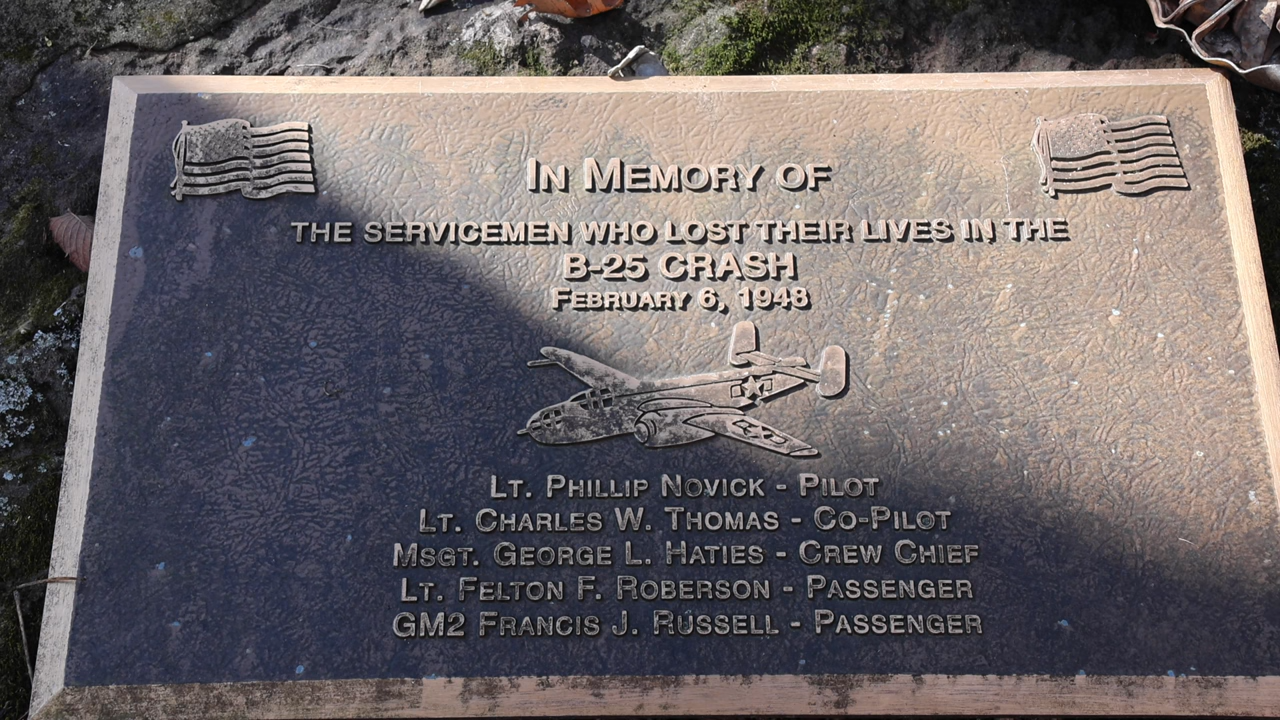 In Memory of
the servicemen who lost their lives in the
B-25 CRASH
February 6, 1948
Lt. Phillip Novick - Pilot
Lt. Charles W. Thomas - Co-Pilot
Msgt. George L. Haties - Crew Chief
Lt. Felton F. Roberson - Passenger
GM2 Francis J. Russell - Passenger